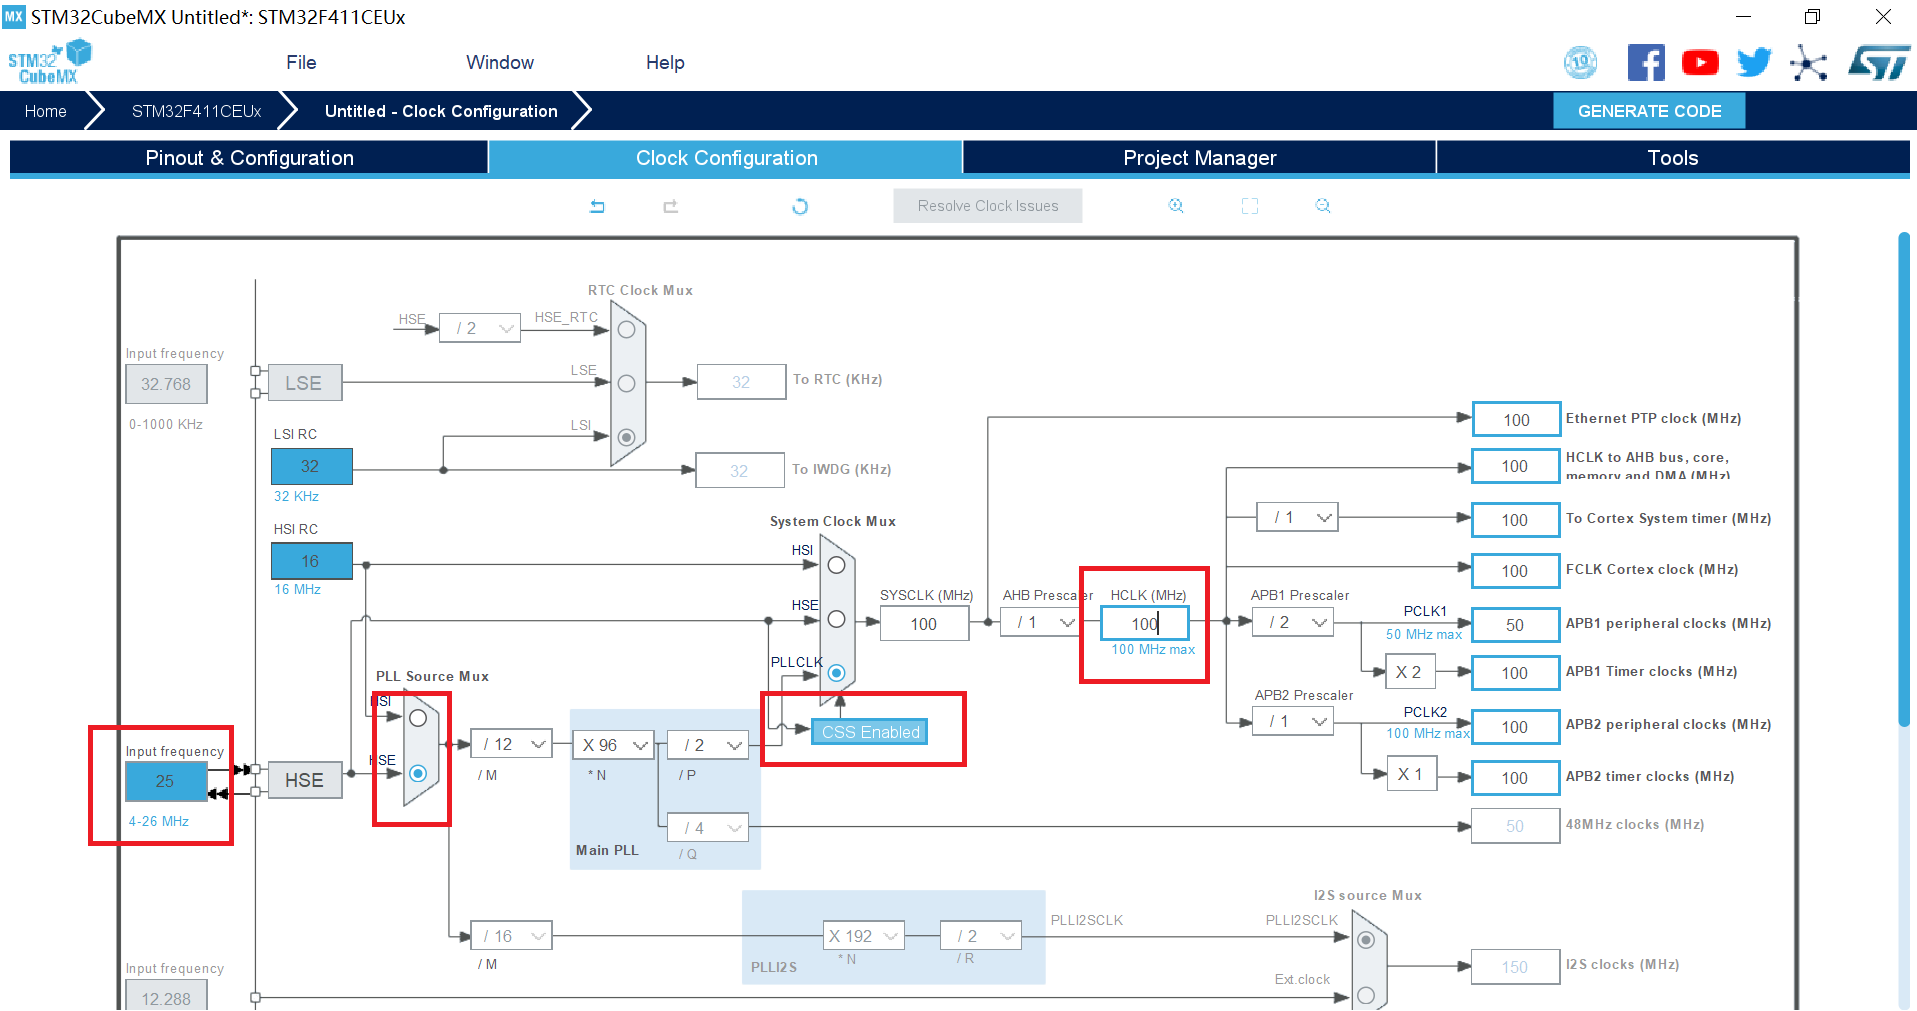 MX STM32CubeMX Untitled*: STM32F411CEUx
STM32
CubeMX
File
Window
Help
10
ST
Home
STM32F411CEUx
Untitled - Clock Configuration
GENERATE CODE
Pinout & Configuration
Clock Configuration
Project Manager
Tools
Resolve Clock Issues
RTC Clock Mux
HSE
/ 2
HSE_RTC
Input frequency
32.768
0-1000 KHz
LSE
LSE
32
To RTC (KHz)
LSI RC
LSI
32
32 KHz
32
To IWDG (KHz)
100
Ethernet PTP clock (MHz)
100
HCLK to AHB bus, core,
memory and DMA (MHz)
HSI RC
16
16 MHz
System Clock Mux
HSI
HSE
PLLCLK
SYSCLK (MHz)
100
AHB Prescaler
/ 1
HCLK (MHz)
100
100 MHz max
/ 1
100
To Cortex System timer (MHz)
100
FCLK Cortex clock (MHz)
APB1 Prescaler
/ 2
PCLK1
50 MHz max
50
APB1 peripheral clocks (MHz)
X 2
100
APB1 Timer clocks (MHz)
APB2 Prescaler
/ 1
PCLK2
100 MHz max
100
APB2 peripheral clocks (MHz)
X 1
100
APB2 timer clocks (MHz)
PLL Source Mux
HSI
HSE
CSS Enabled
Input frequency
25
4-26 MHz
HSE
/ 12
/ M
X 96
* N
/ 2
/ P
/ 4
/ Q
Main PLL
50
48MHz clocks (MHz)
/ 16
/ M
X 192
* N
/ 2
/ R
PLLI2S
PLLI2SCLK
I2S source Mux
PLLI2SCLK
Ext.clock
150
I2S clocks (MHz)
Input frequency
12.288